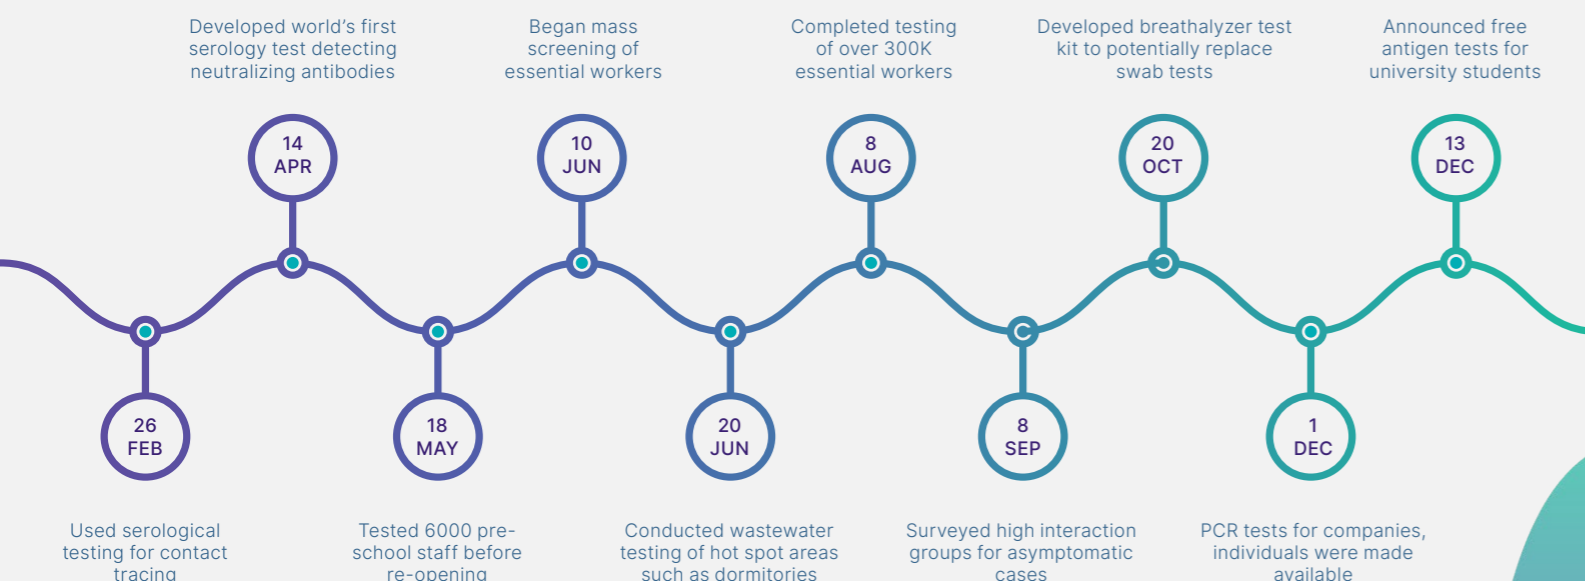 Developed world’s first
serology test detecting
neutralizing antibodies
Began mass
screening of
essential workers
Completed testing
of over 300K
essential workers
Developed breathalyzer test
kit to potentially replace
swab tests
Announced free
antigen tests for
university students
14
APR
10
JUN
8
AUG
20
OCT
13
DEC
26
FEB
18
MAY
20
JUN
8
SEP
1
DEC
Used serological
testing for contact
tracing
Tested 6000 pre-
school staff before
re-opening
Conducted wastewater
testing of hot spot areas
such as dormitories
Surveyed high interaction
groups for asymptomatic
cases
PCR tests for companies,
individuals were made
available